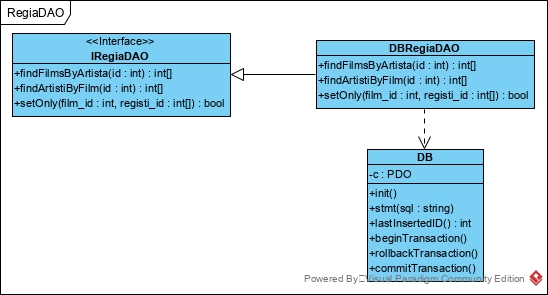 RegiaDAO
<<Interface>>
IRegiaDAO
+findFilmsByArtista(id : int) : int[]
+findArtistiByFilm(id : int) : int[]
+setOnly(film_id : int, registi_id : int[]) : bool
DBRegiaDAO
+findFilmsByArtista(id : int) : int[]
+findArtistiByFilm(id : int) : int[]
+setOnly(film_id : int, registi_id : int[]) : bool
DB
-c : PDO
+init()
+stmt(sql : string)
+lastInsertedID() : int
+beginTransaction()
+rollbackTransaction()
+commitTransaction()
Powered By Visual Paradigm Community Edition